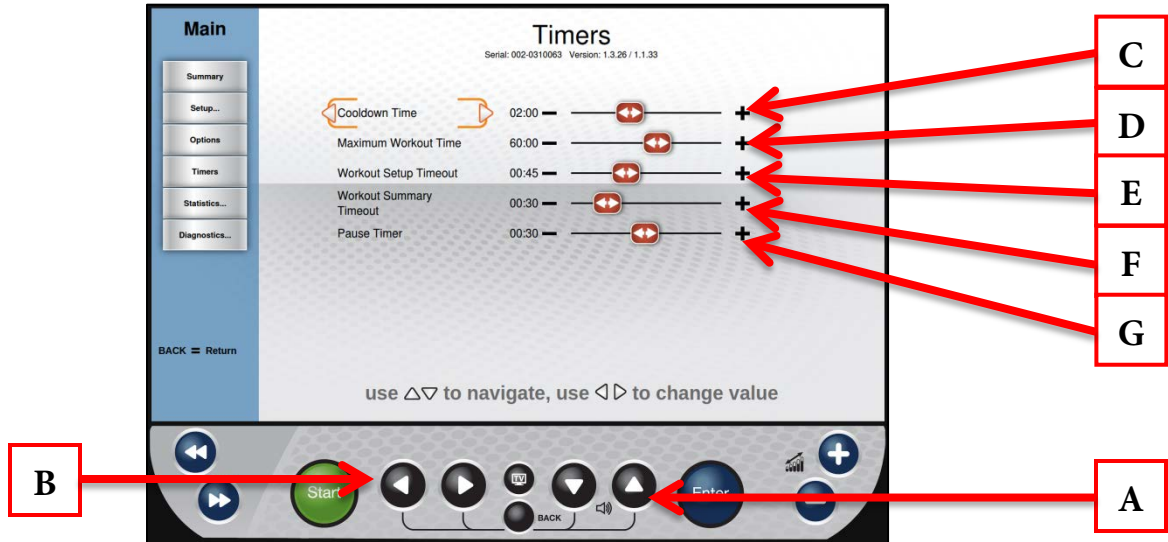 Main
Timers
Serial: 002-0310063 Version: 1.3.26 / 1.1.33
Summary
Setup...
Options
Timers
Statistics...
Diagnostics...
BACK = Return
Cooldown Time 02:00
Maximum Workout Time 60:00
Workout Setup Timeout 00:45
Workout Summary
Timeout
00:30
Pause Timer 00:30
use △▽ to navigate, use ◁ ▷ to change value
C
D
E
F
G
B
A
Start
TV
BACK
Enter